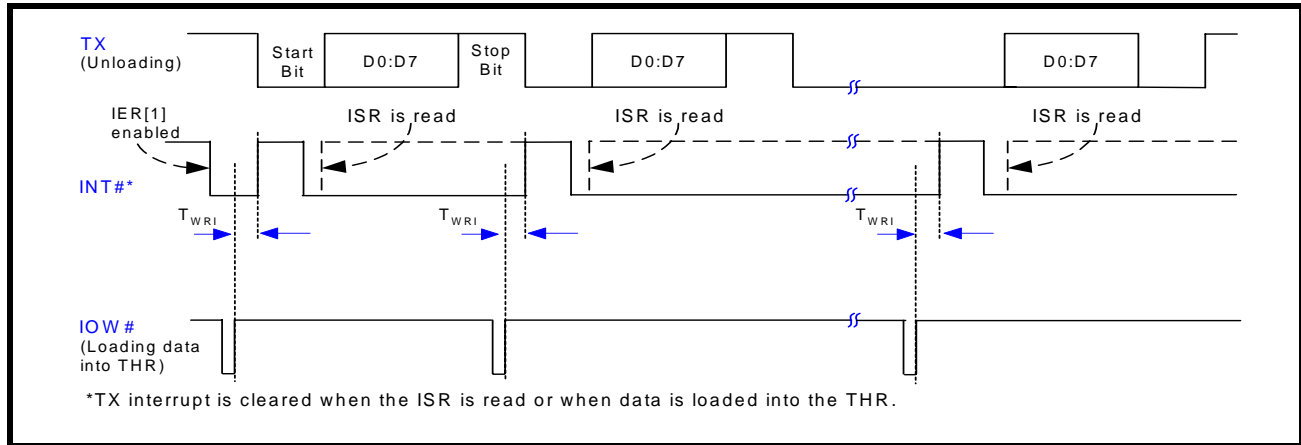 TX
(Unloading)
Start
Bit
D0:D7
Stop
Bit
D0:D7
D0:D7
IER[1]
enabled
ISR is read
ISR is read
ISR is read
INT#*
TWRI
TWRI
TWRI
IOW#
(Loading data
into THR)
*TX interrupt is cleared when the ISR is read or when data is loaded into the THR.